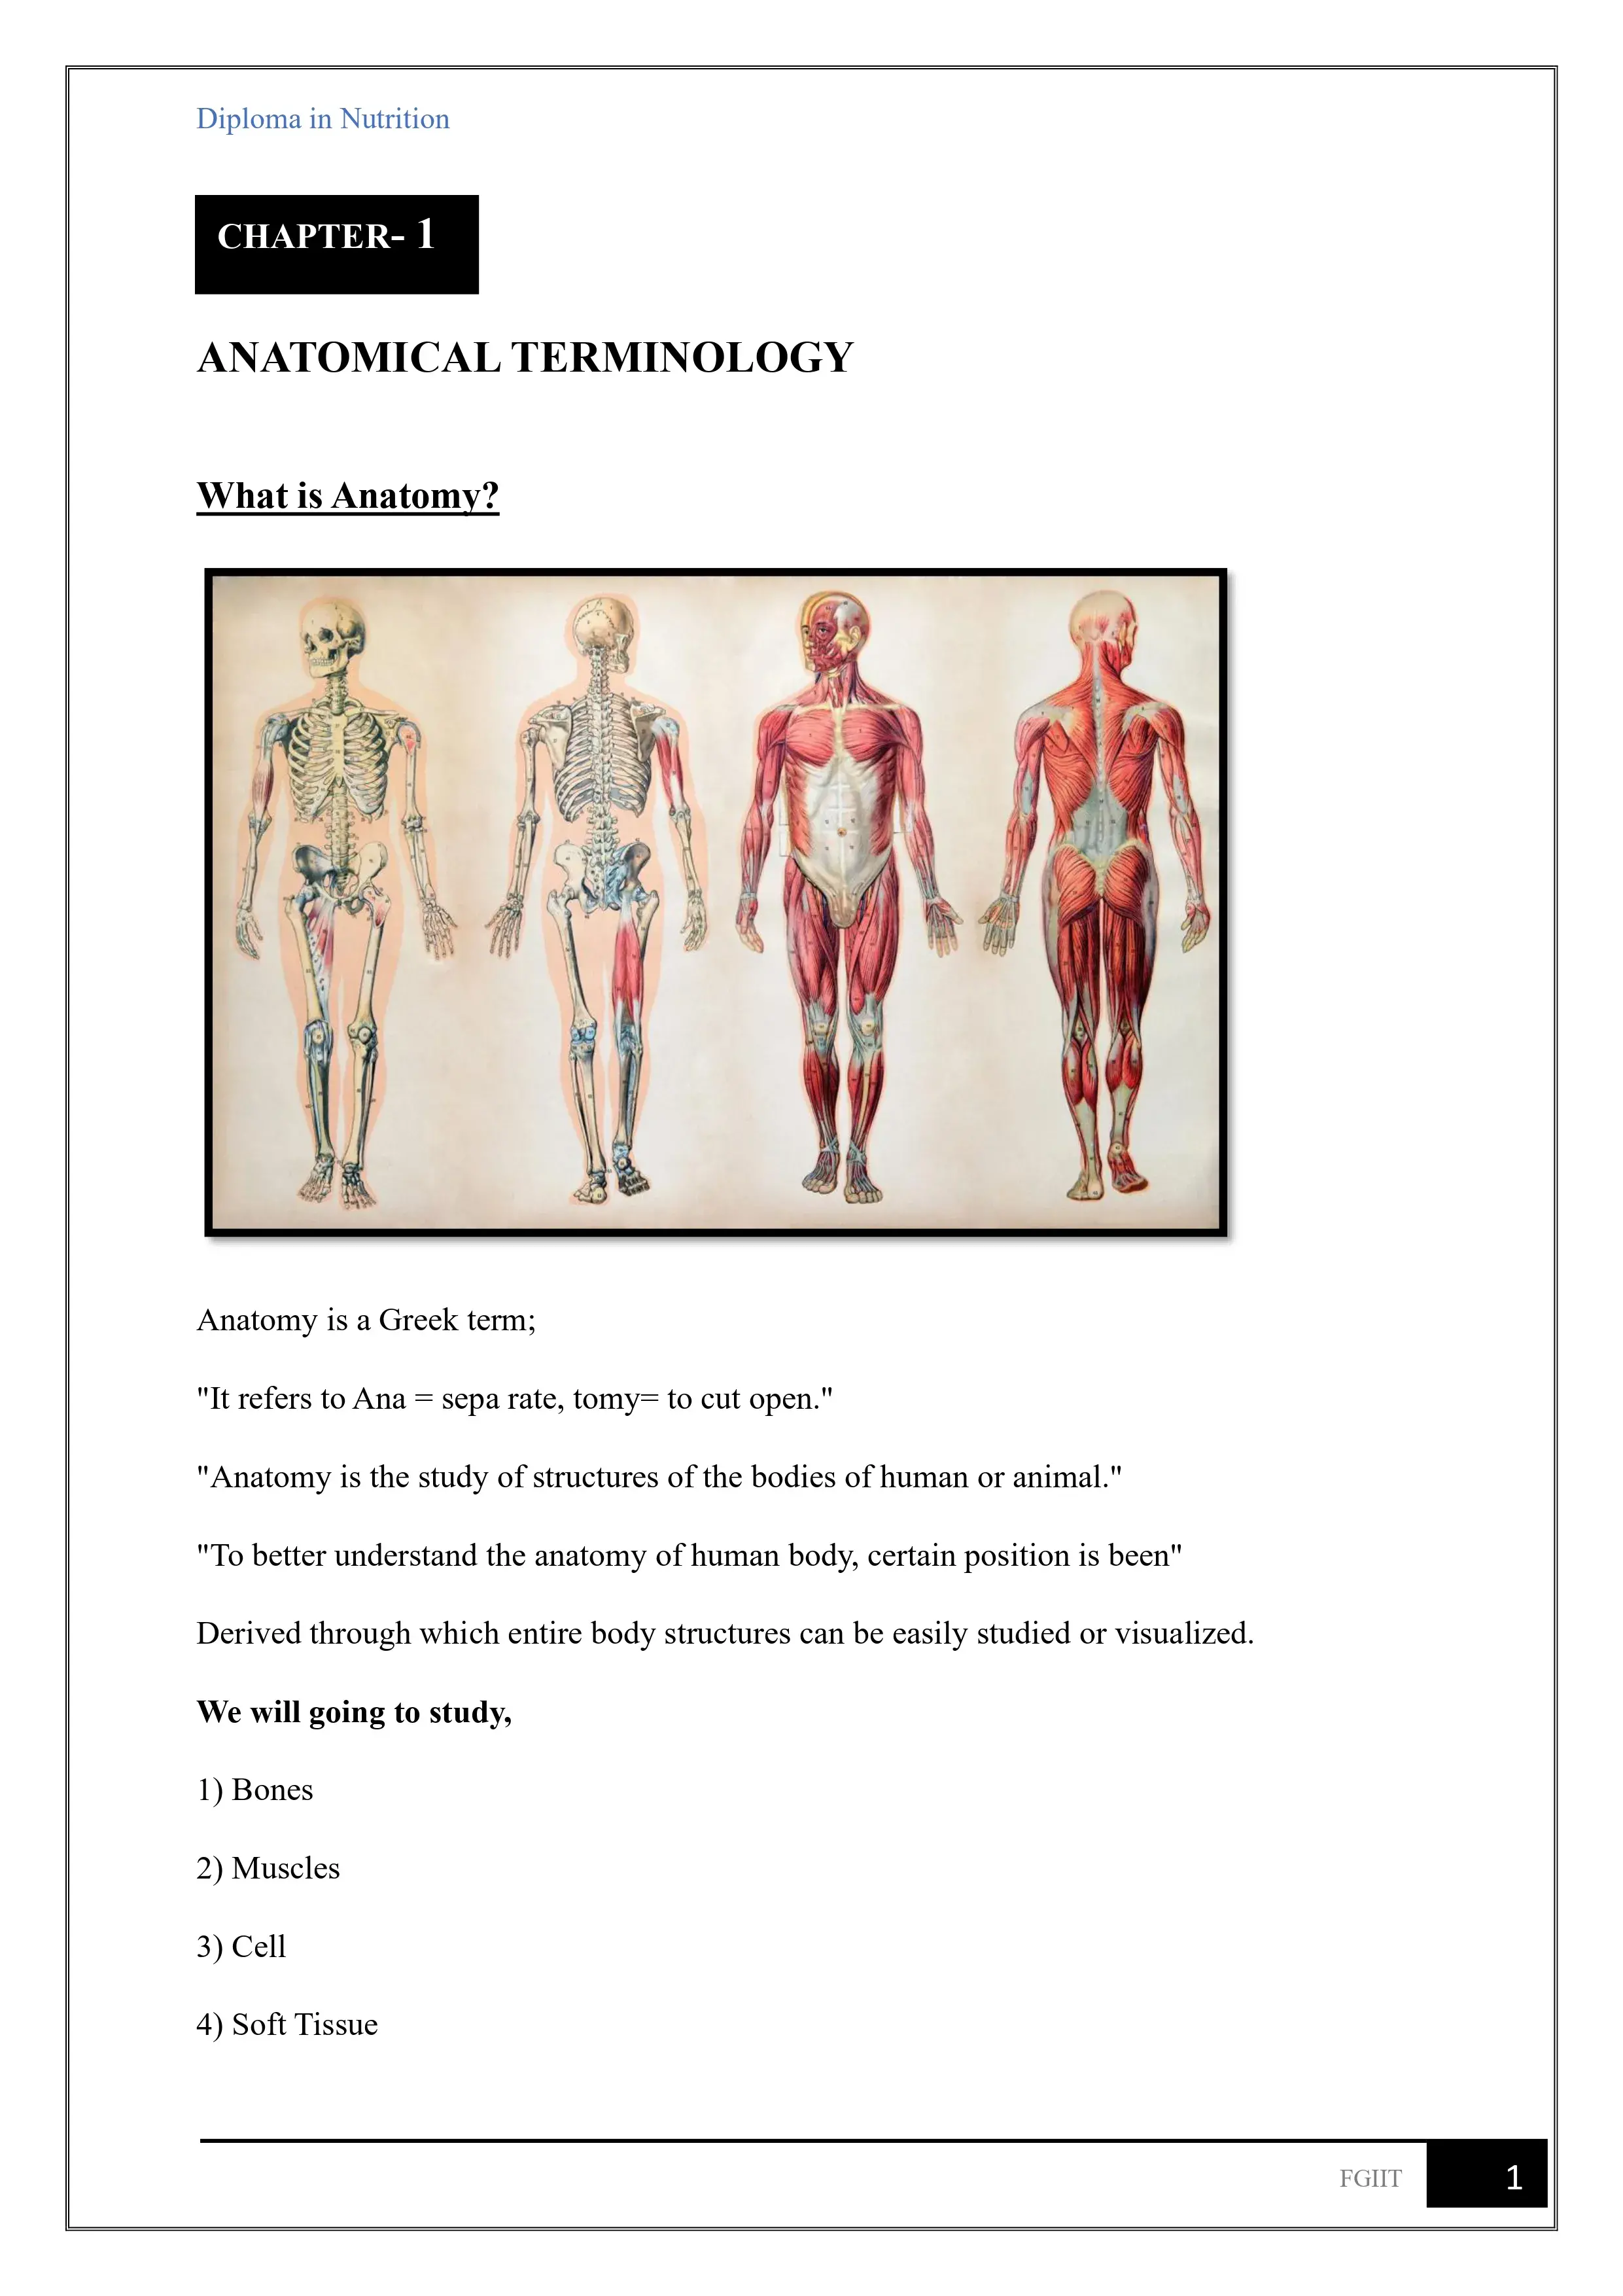 Diploma in Nutrition
CHAPTER- 1
ANATOMICAL TERMINOLOGY
What is Anatomy?
Anatomy is a Greek term;
"It refers to Ana = sepa rate, tomy= to cut open."
"Anatomy is the study of structures of the bodies of human or animal."
"To better understand the anatomy of human body, certain position is been"
Derived through which entire body structures can be easily studied or visualized.
We will going to study,
1) Bones
2) Muscles
3) Cell
4) Soft Tissue
FGIIT
1